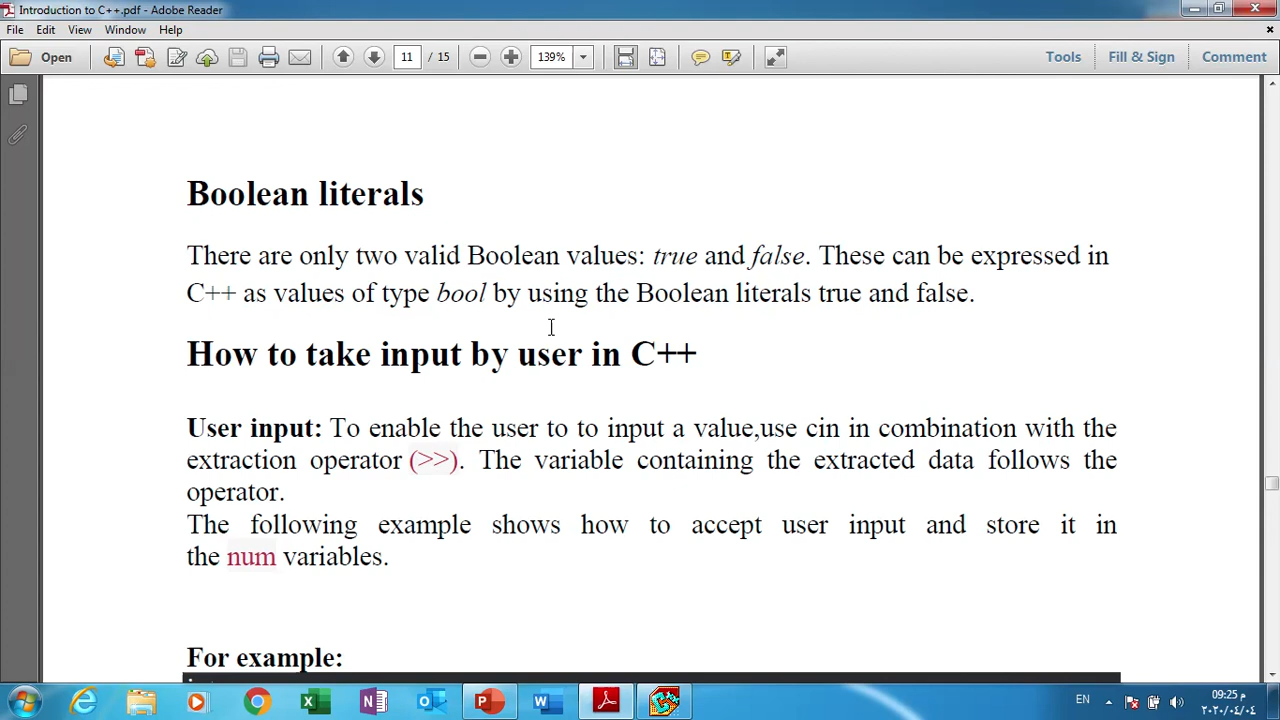 Introduction to C++.pdf - Adobe Reader
File Edit View Window Help
Open 11 / 15 139% Tools Fill & Sign Comment
Boolean literals
There are only two valid Boolean values: true and false. These can be expressed in
C++ as values of type bool by using the Boolean literals true and false.
How to take input by user in C++
User input: To enable the user to to input a value,use cin in combination with the
extraction operator (>>). The variable containing the extracted data follows the
operator.
The following example shows how to accept user input and store it in
the num variables.
For example:
EN
09:25 م
٢٠٢٠/٠٤/٠٤